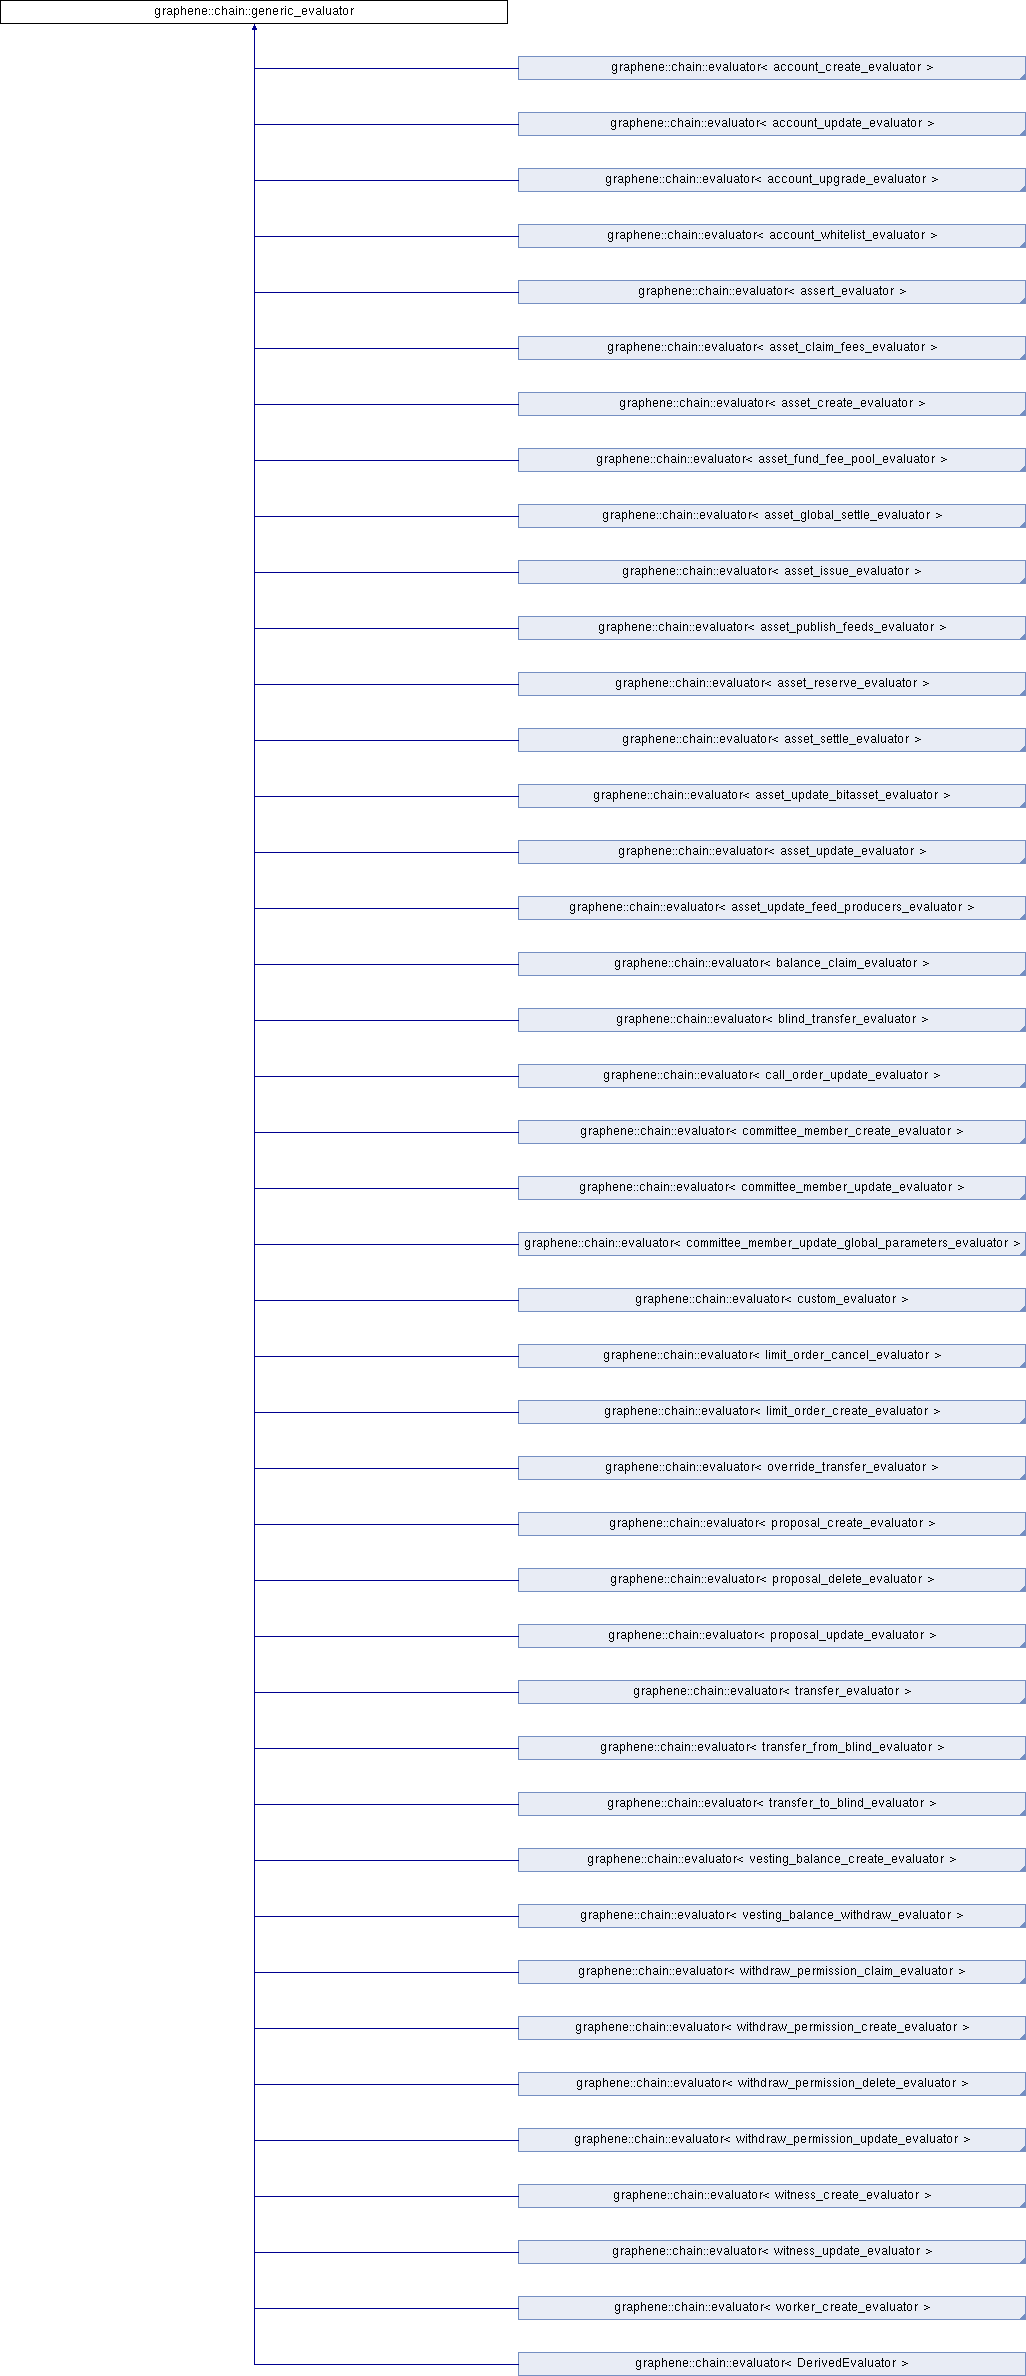 graphene::chain::generic_evaluator
graphene::chain::evaluator< account_create_evaluator >
graphene::chain::evaluator< account_update_evaluator >
graphene::chain::evaluator< account_upgrade_evaluator >
graphene::chain::evaluator< account_whitelist_evaluator >
graphene::chain::evaluator< assert_evaluator >
graphene::chain::evaluator< asset_claim_fees_evaluator >
graphene::chain::evaluator< asset_create_evaluator >
graphene::chain::evaluator< asset_fund_fee_pool_evaluator >
graphene::chain::evaluator< asset_global_settle_evaluator >
graphene::chain::evaluator< asset_issue_evaluator >
graphene::chain::evaluator< asset_publish_feeds_evaluator >
graphene::chain::evaluator< asset_reserve_evaluator >
graphene::chain::evaluator< asset_settle_evaluator >
graphene::chain::evaluator< asset_update_bitasset_evaluator >
graphene::chain::evaluator< asset_update_evaluator >
graphene::chain::evaluator< asset_update_feed_producers_evaluator >
graphene::chain::evaluator< balance_claim_evaluator >
graphene::chain::evaluator< blind_transfer_evaluator >
graphene::chain::evaluator< call_order_update_evaluator >
graphene::chain::evaluator< committee_member_create_evaluator >
graphene::chain::evaluator< committee_member_update_evaluator >
graphene::chain::evaluator< committee_member_update_global_parameters_evaluator >
graphene::chain::evaluator< custom_evaluator >
graphene::chain::evaluator< limit_order_cancel_evaluator >
graphene::chain::evaluator< limit_order_create_evaluator >
graphene::chain::evaluator< override_transfer_evaluator >
graphene::chain::evaluator< proposal_create_evaluator >
graphene::chain::evaluator< proposal_delete_evaluator >
graphene::chain::evaluator< proposal_update_evaluator >
graphene::chain::evaluator< transfer_evaluator >
graphene::chain::evaluator< transfer_from_blind_evaluator >
graphene::chain::evaluator< transfer_to_blind_evaluator >
graphene::chain::evaluator< vesting_balance_create_evaluator >
graphene::chain::evaluator< vesting_balance_withdraw_evaluator >
graphene::chain::evaluator< withdraw_permission_claim_evaluator >
graphene::chain::evaluator< withdraw_permission_create_evaluator >
graphene::chain::evaluator< withdraw_permission_delete_evaluator >
graphene::chain::evaluator< withdraw_permission_update_evaluator >
graphene::chain::evaluator< witness_create_evaluator >
graphene::chain::evaluator< witness_update_evaluator >
graphene::chain::evaluator< worker_create_evaluator >
graphene::chain::evaluator< DerivedEvaluator >